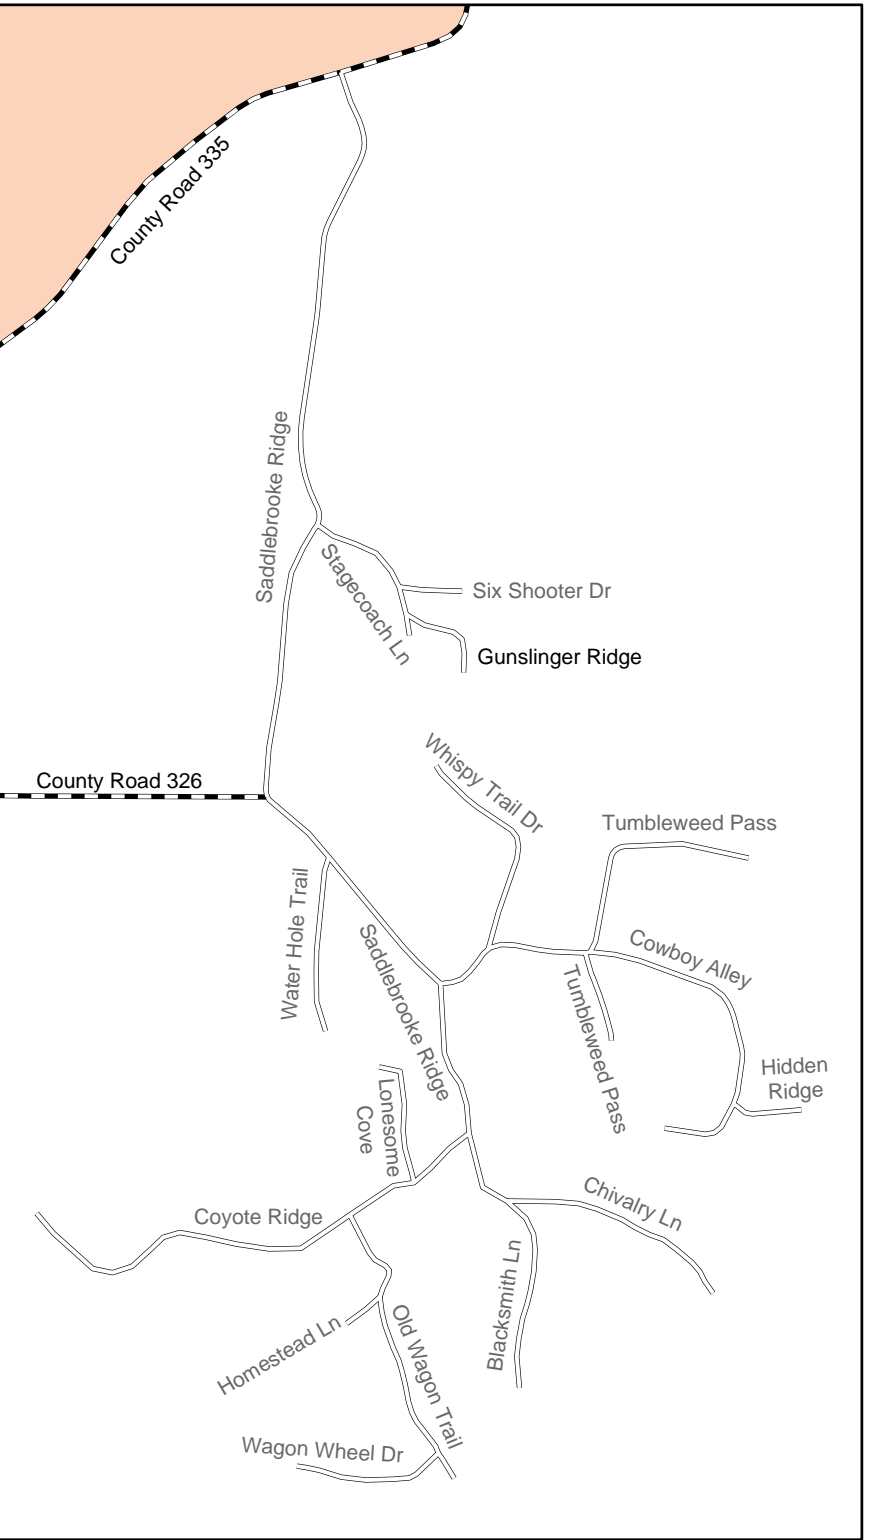 County Road 335
Saddlebrooke Ridge
Stagecoach Ln
Six Shooter Dr
Gunslinger Ridge
Whispy Trail Dr
County Road 326
Tumbleweed Pass
Water Hole Trail
Saddlebrooke Ridge
Cowboy Alley
Tumbleweed Pass
Hidden
Ridge
Lonesome
Cove
Chivalry Ln
Coyote Ridge
Blacksmith Ln
Homestead Ln
Old Wagon Trail
Wagon Wheel Dr